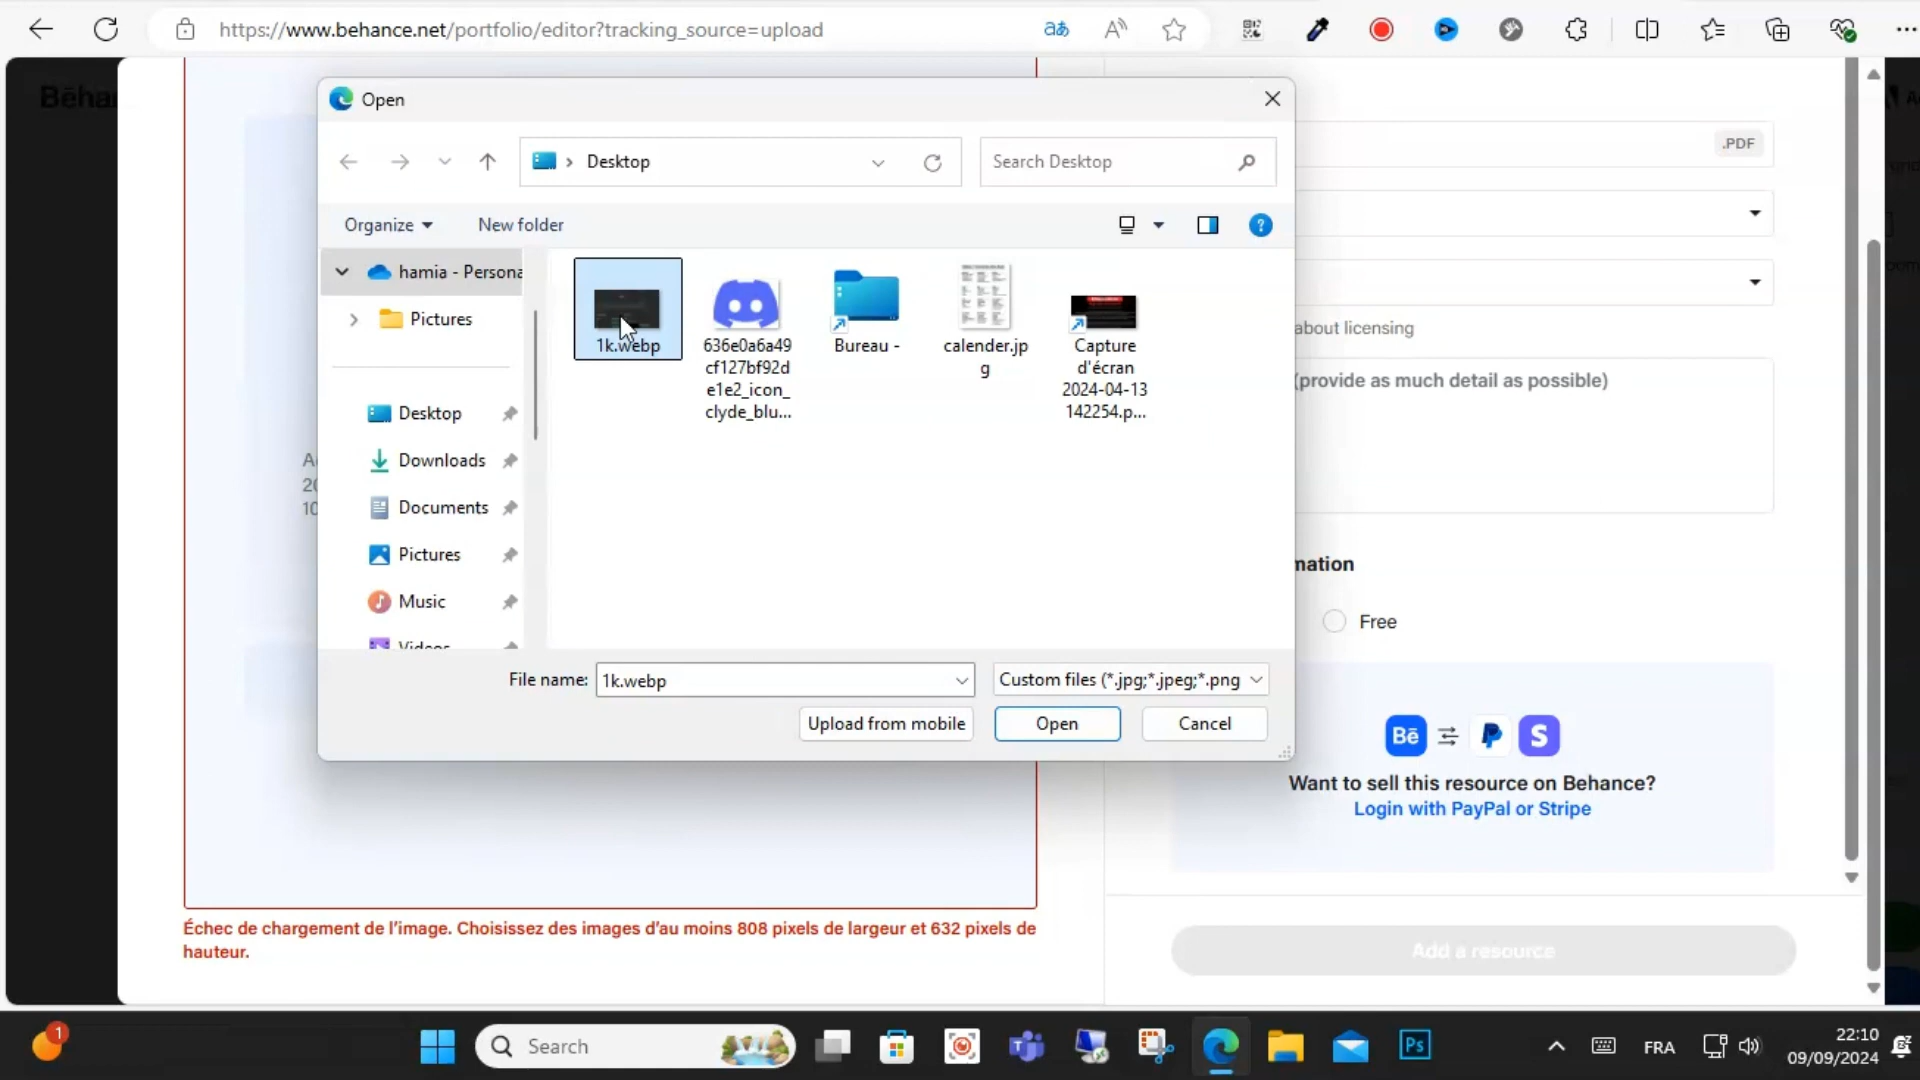 https://www.behance.net/portfolio/editor?tracking_source=upload
Open
Desktop
Search Desktop
Organize
New folder
hamia - Persona
Pictures
Desktop
Downloads
Documents
Pictures
Music
Videos
1k.webp
636e0a6a49
cf127bf92d
e1e2_icon_
clyde_blu...
Bureau -
calender.jp
g
Capture
d'écran
2024-04-13
142254.p...
File name:
1k.webp
Custom files (*.jpg;*.jpeg;*.png
Upload from mobile
Open
Cancel
.PDF
about licensing
(provide as much detail as possible)
mation
Free
Bē
S
Want to sell this resource on Behance?
Login with PayPal or Stripe
Échec de chargement de l'image. Choisissez des images d'au moins 808 pixels de largeur et 632 pixels de
hauteur.
Add a resource
1
Search
Ps
FRA
22:10
09/09/2024